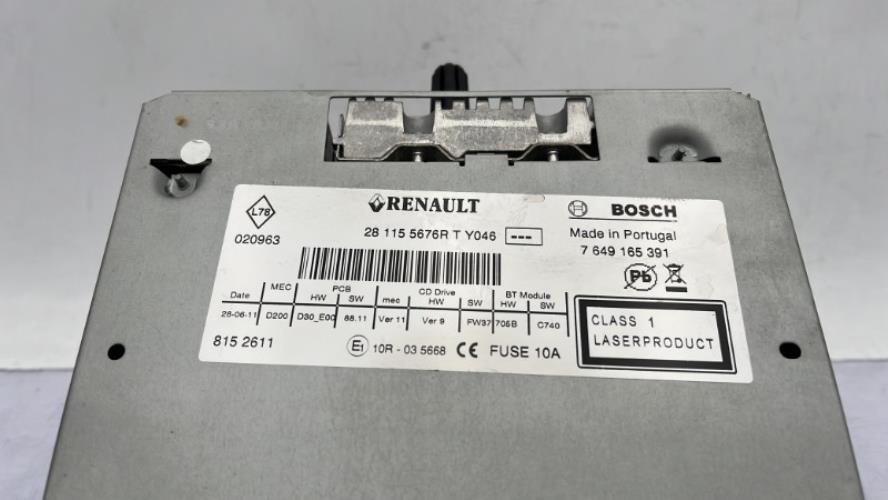 L78
RENAULT
BOSCH
020963
28 115 5676R T Y046 ---
Made in Portugal
7 649 165 391
Pb
MEC PCB CD Drive BT Module
Date HW SW mec HW SW HW SW
28-06-11 D200 D30_E00 88.11 Ver 11 Ver 9 FW37 705B C740
CLASS 1
LASERPRODUCT
815 2611
E1 10R - 03 5668 CE FUSE 10A